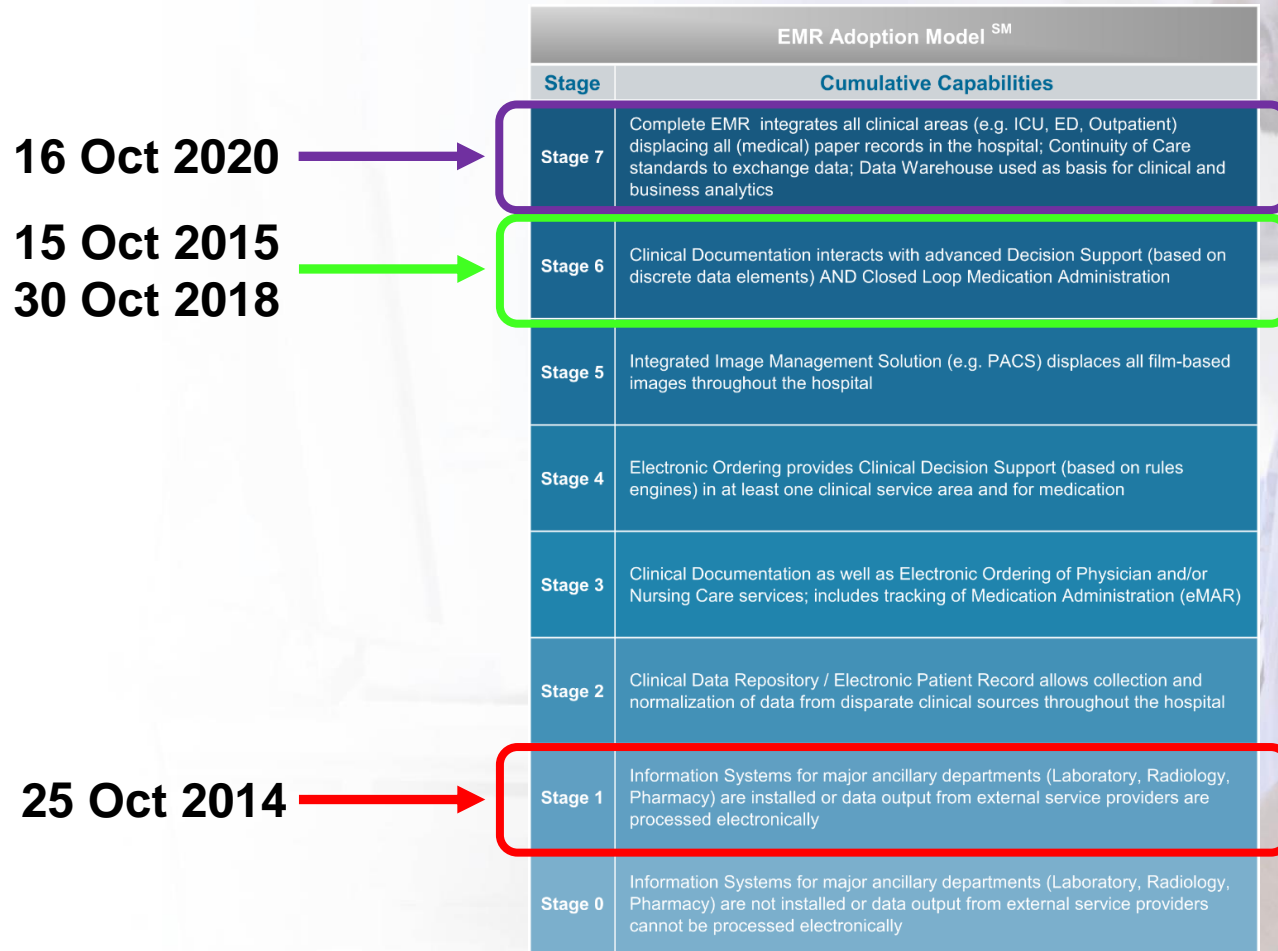 EMR Adoption Model SM
Stage Cumulative Capabilities
16 Oct 2020
Stage 7
Complete EMR integrates all clinical areas (e.g. ICU, ED, Outpatient)
displacing all (medical) paper records in the hospital; Continuity of Care
standards to exchange data; Data Warehouse used as basis for clinical and
business analytics
15 Oct 2015
30 Oct 2018
Stage 6
Clinical Documentation interacts with advanced Decision Support (based on
discrete data elements) AND Closed Loop Medication Administration
Stage 5
Integrated Image Management Solution (e.g. PACS) displaces all film-based
images throughout the hospital
Stage 4
Electronic Ordering provides Clinical Decision Support (based on rules
engines) in at least one clinical service area and for medication
Stage 3
Clinical Documentation as well as Electronic Ordering of Physician and/or
Nursing Care services; includes tracking of Medication Administration (eMAR)
Stage 2
Clinical Data Repository / Electronic Patient Record allows collection and
normalization of data from disparate clinical sources throughout the hospital
25 Oct 2014
Stage 1
Information Systems for major ancillary departments (Laboratory, Radiology,
Pharmacy) are installed or data output from external service providers are
processed electronically
Stage 0
Information Systems for major ancillary departments (Laboratory, Radiology,
Pharmacy) are not installed or data output from external service providers
cannot be processed electronically